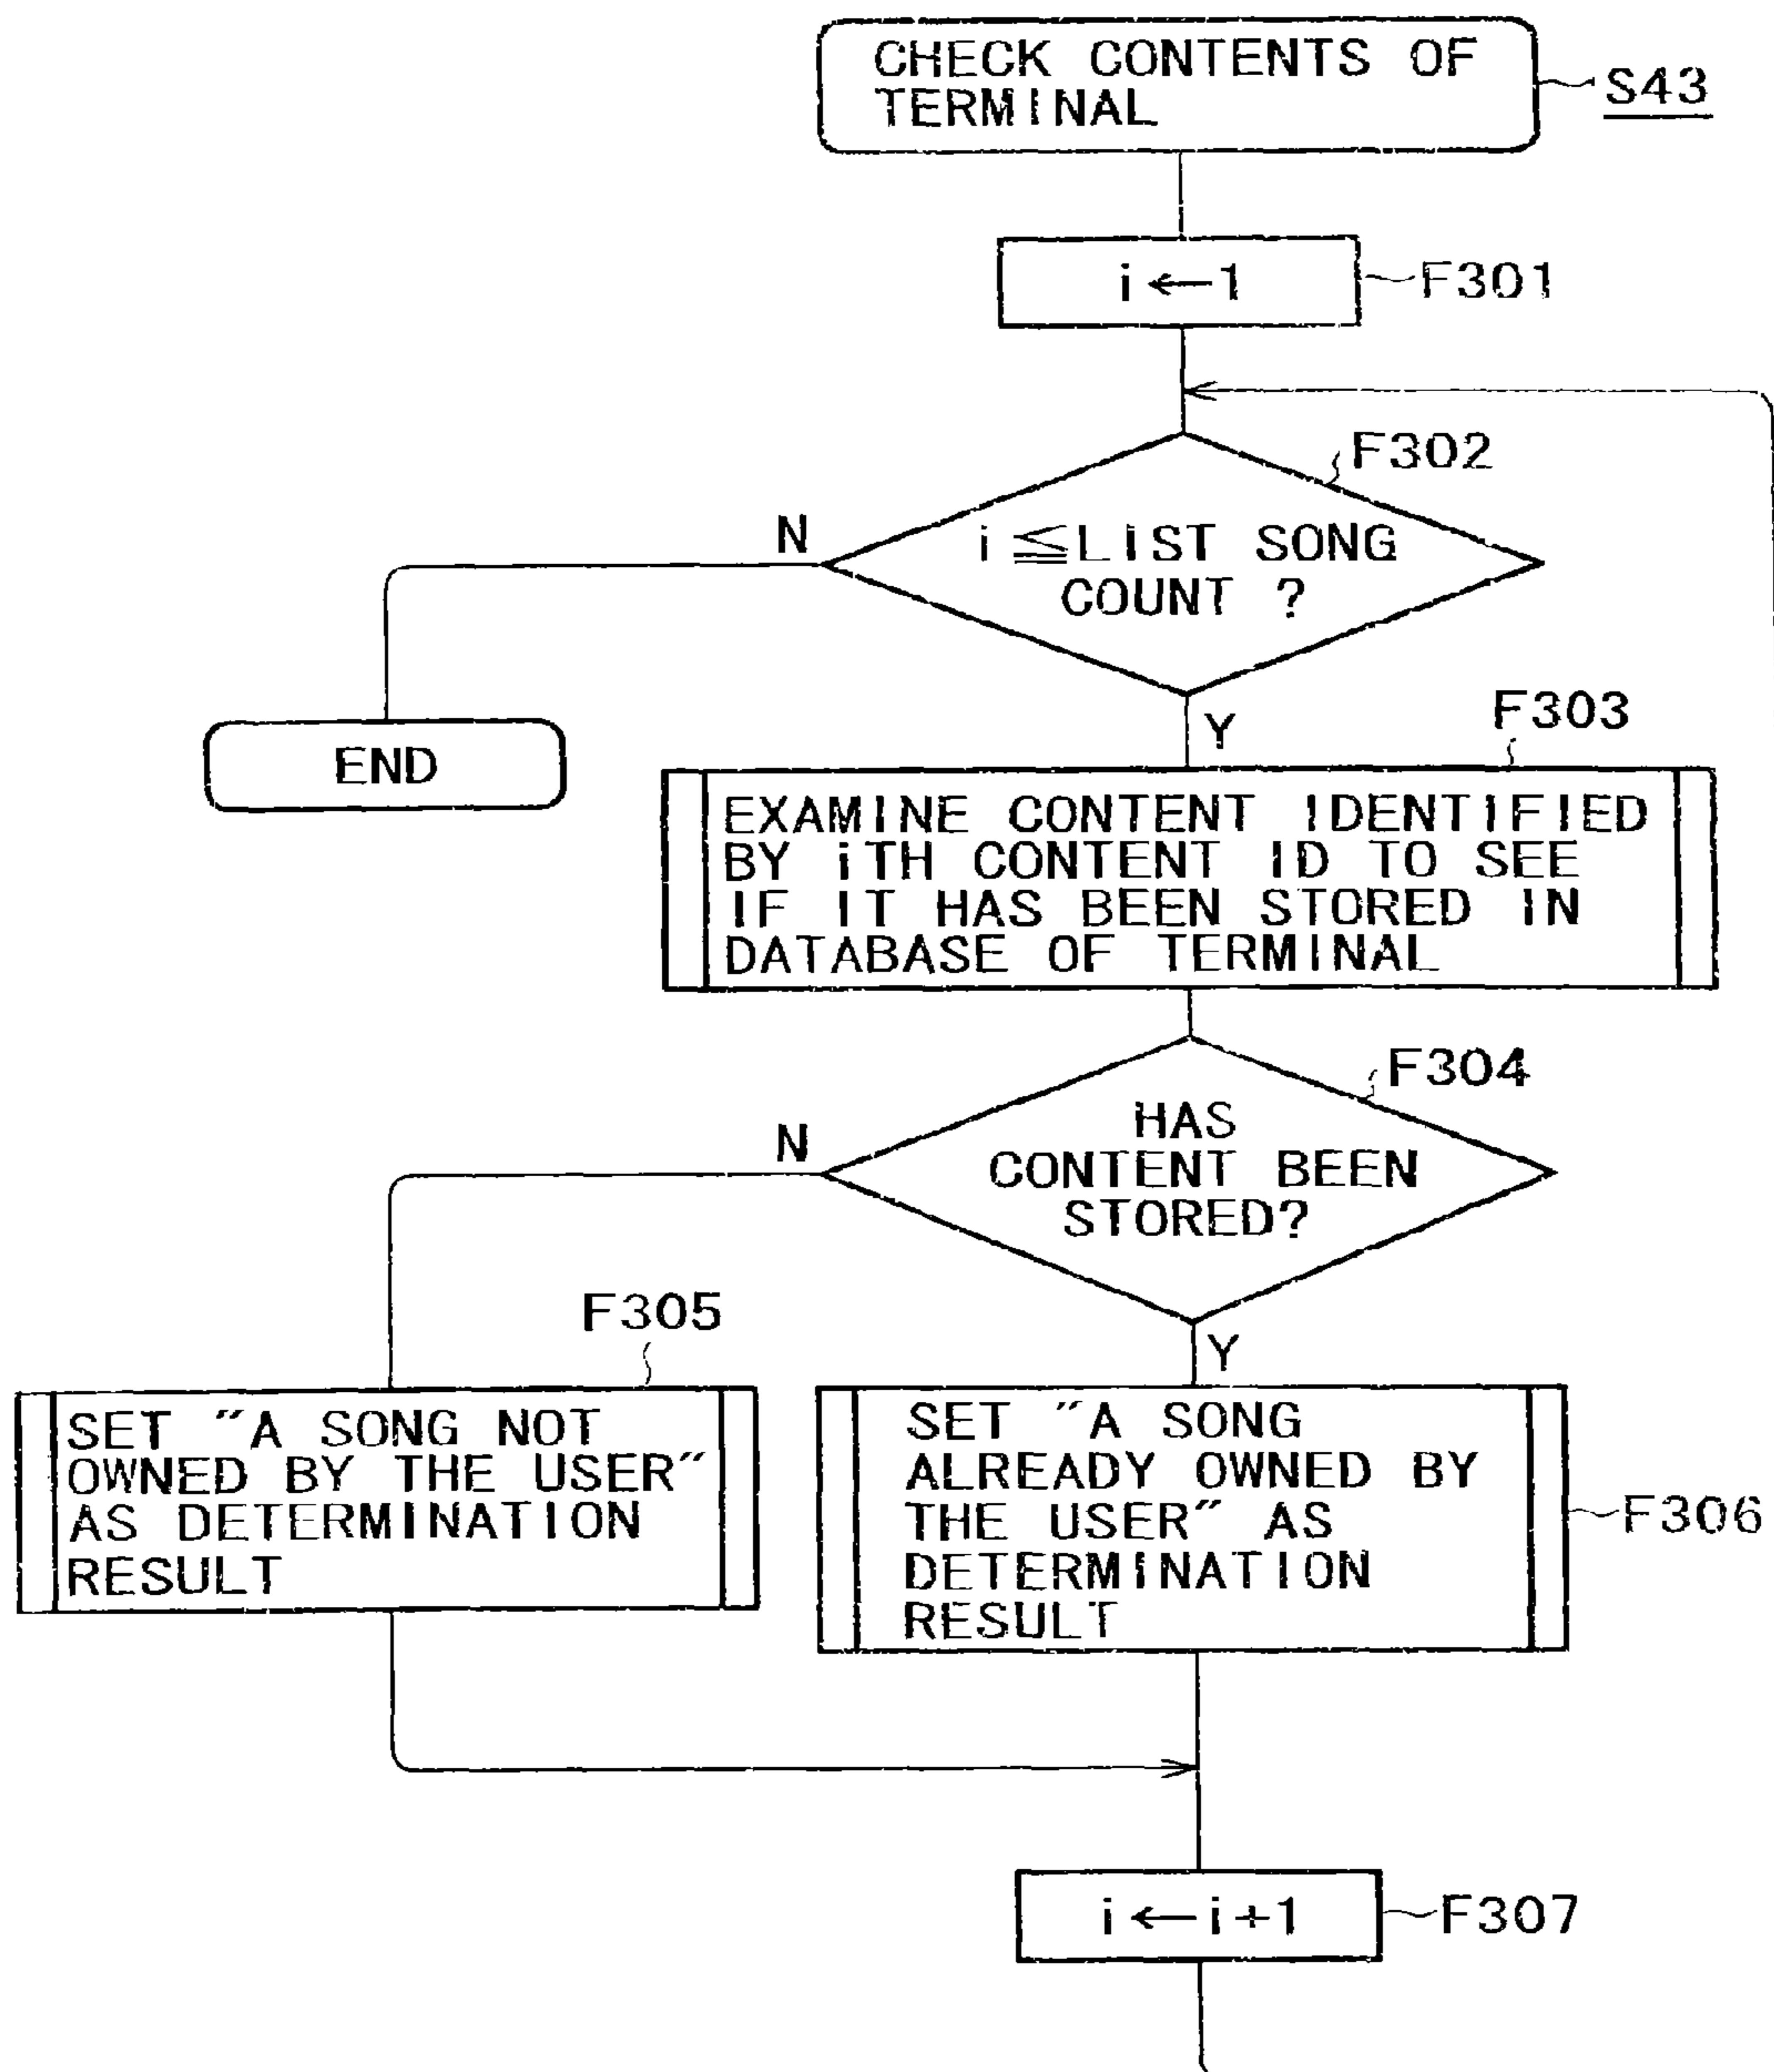 CHECK CONTENTS OF
TERMINAL
S43
i←1
F301
F302
N
i≦LIST SONG
COUNT ?
END
Y
F303
EXAMINE CONTENT IDENTIFIED
BY iTH CONTENT ID TO SEE
IF IT HAS BEEN STORED IN
DATABASE OF TERMINAL
F304
N
HAS
CONTENT BEEN
STORED?
F305
Y
SET "A SONG NOT
OWNED BY THE USER"
AS DETERMINATION
RESULT
SET "A SONG
ALREADY OWNED BY
THE USER" AS
DETERMINATION
RESULT
F306
i←i+1
F307